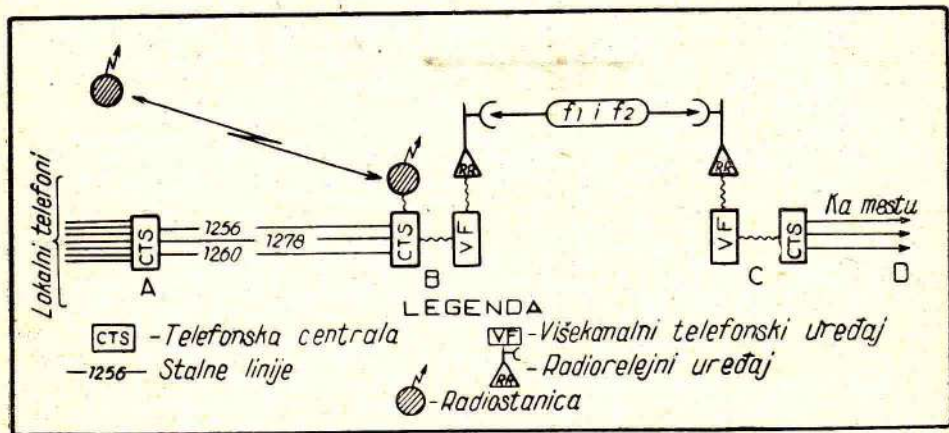 f₁ i f₂
RR
RR
Lokalni telefoni
CTS
1256
1278
1260
CTS
VF
VF
CTS
Ka mestu
A
B
C
D
LEGENDA
CTS - Telefonska centrala
VF - Višekanalni telefonski uređaj
—1256— Stalne linije
RR - Radiorelejni uređaj
- Radiostanica